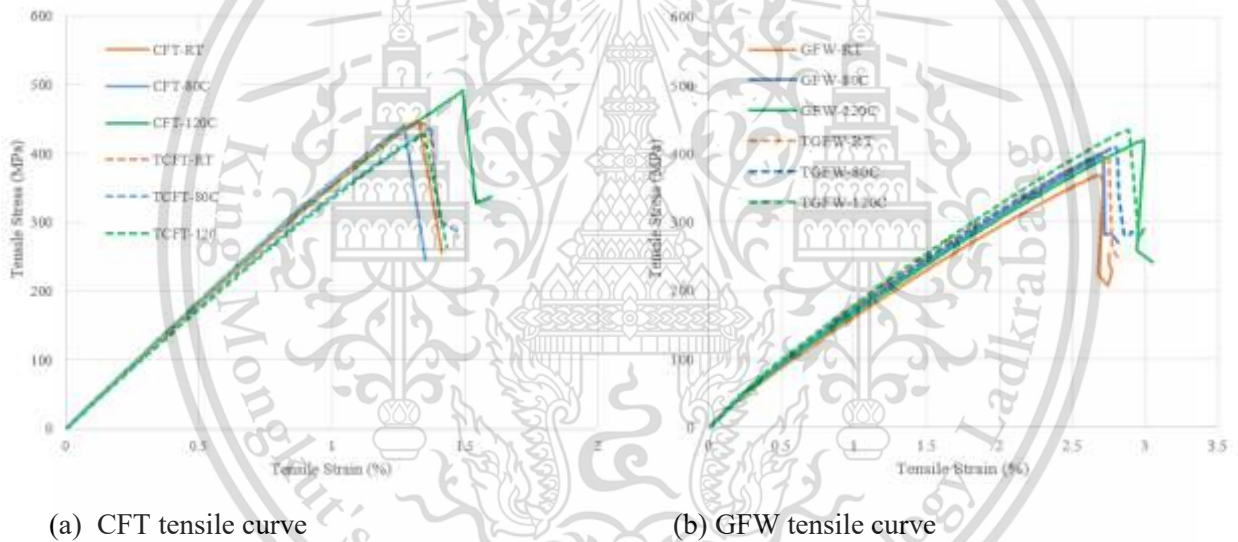 600
500
400
300
200
100
0
Tensile Stress (MPa)
CFT-RT
CFT-80C
CFT-120C
TCFT-RT
TCFT-80C
TCFT-120
0 0.5 1 1.5 2
Tensile Strain (%)
(a) CFT tensile curve
600
500
400
300
200
100
0
Tensile Stress (MPa)
GFW-RT
GFW-80C
GFW-120C
TGFW-RT
TGFW-80C
TGFW-120C
0 0.5 1 1.5 2 2.5 3 3.5
Tensile Strain (%)
(b) GFW tensile curve
King Mongkut's
ogy Ladkrabang